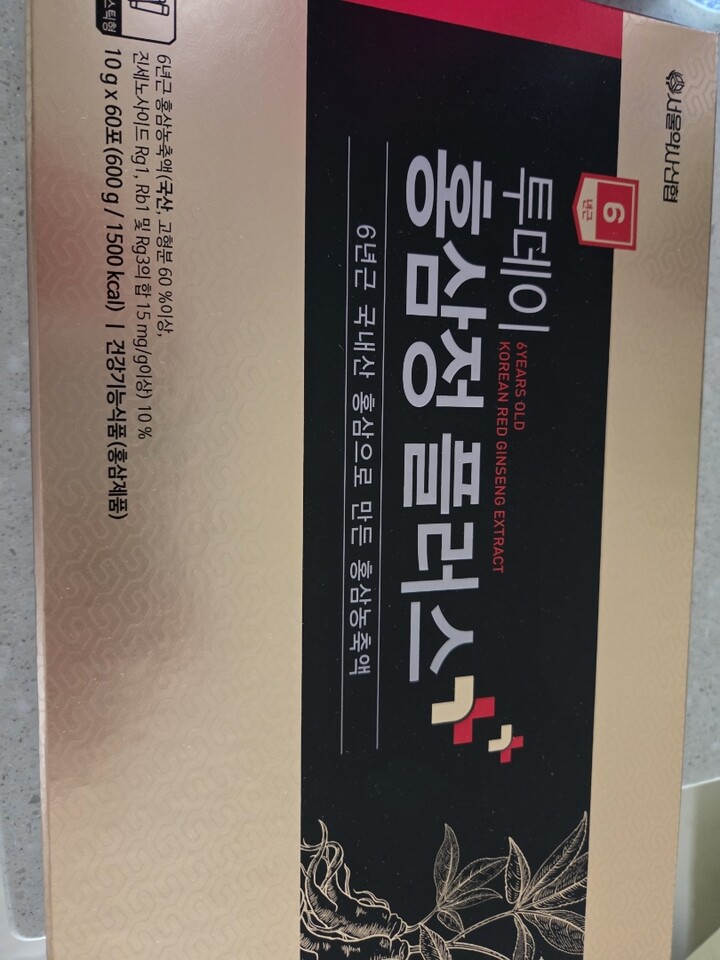 서울약사신협
6
년근
투데이
6YEARS OLD
KOREAN RED GINSENG EXTRACT
홍삼정 플러스
6년근 국내산 홍삼으로 만든 홍삼농축액
스틱형
6년근 홍삼농축액(국산, 고형분 60 %이상,
진세노사이드 Rg1, Rb1 및 Rg3의 합 15 mg/g이상) 10 %
10 g x 60포 (600 g / 1500 kcal) ㅣ 건강기능식품 (홍삼제품)